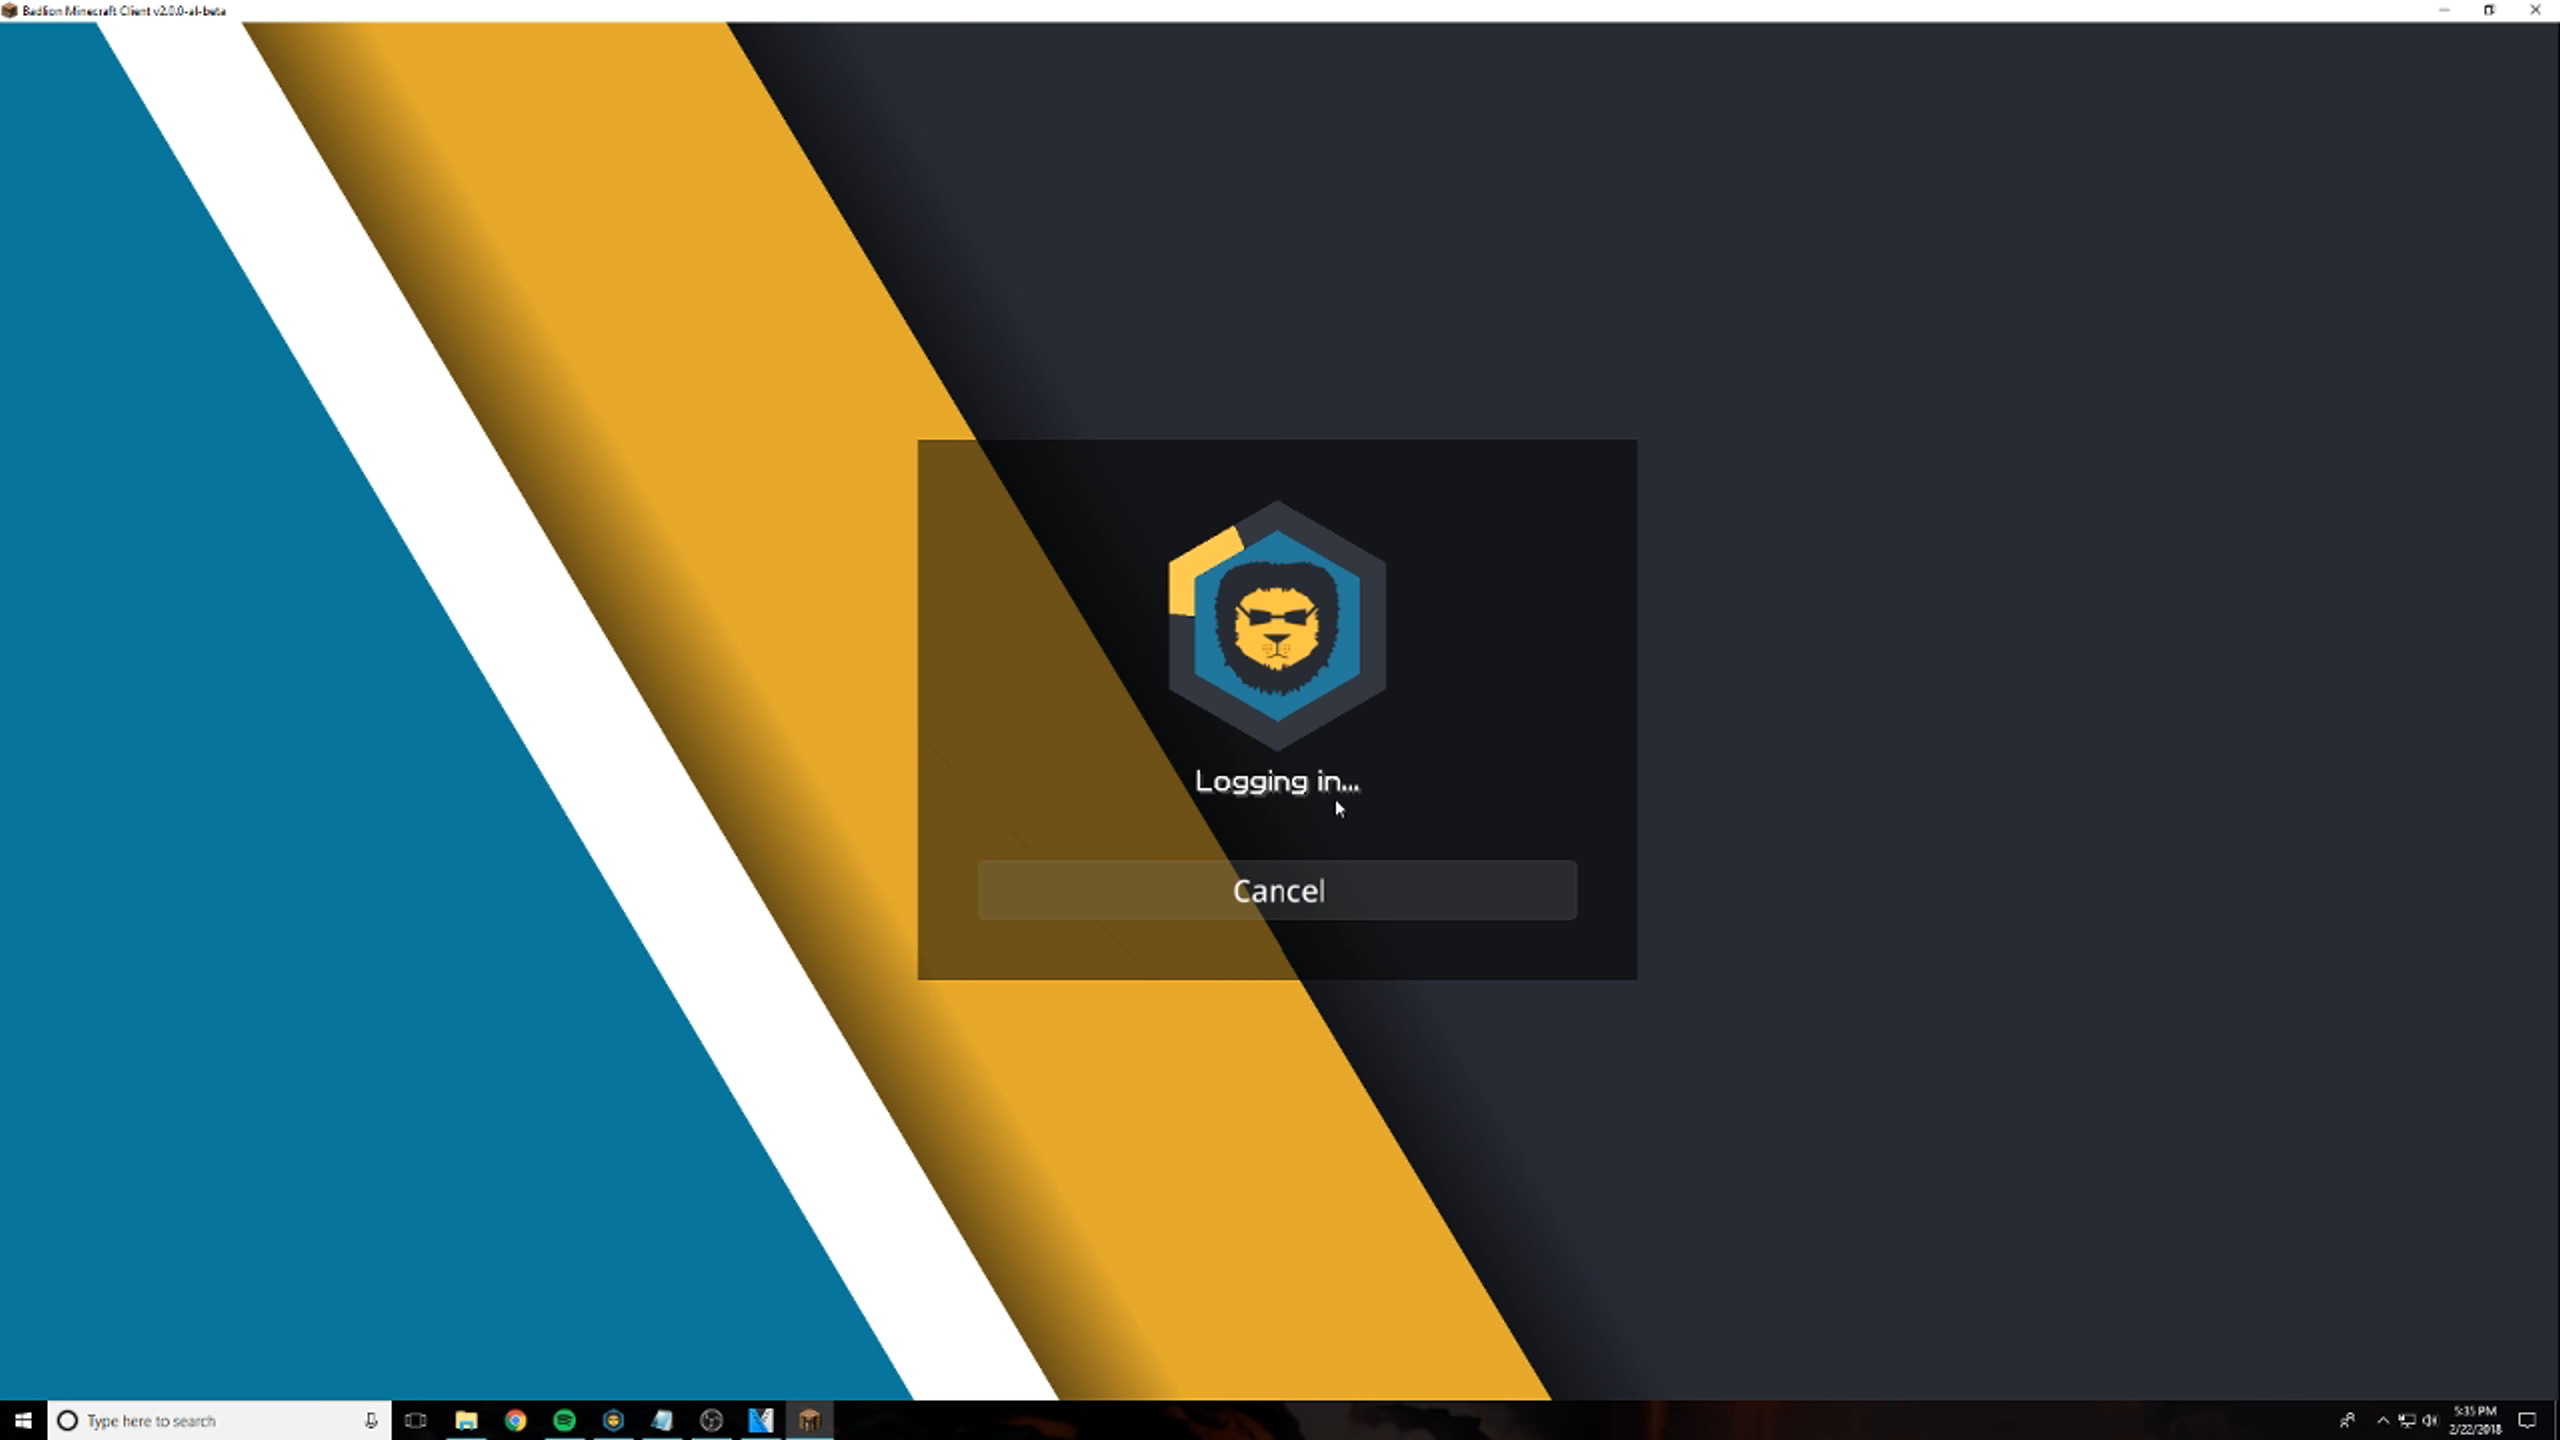 Badlion Minecraft Client v2.0.0-a1-beta
Logging in...
Cancel
Type here to search
5:35 PM
2/22/2018